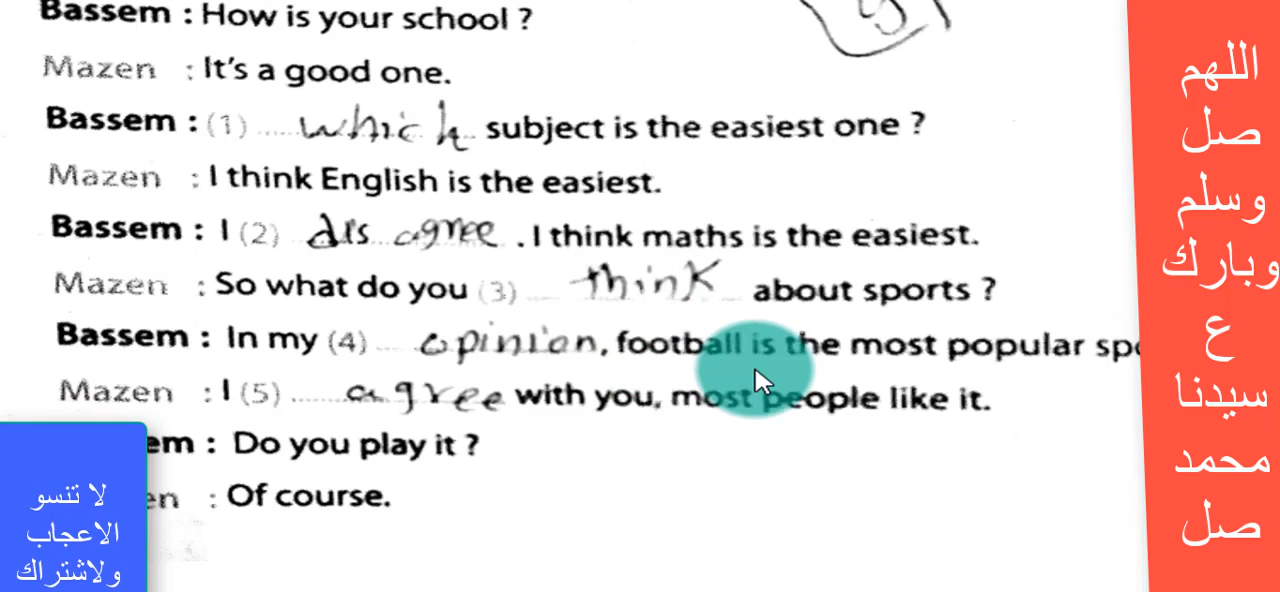 Bassem : How is your school ?
Mazen : It's a good one.
Bassem : (1) ..... which .. subject is the easiest one ?
Mazen : I think English is the easiest.
Bassem : I (2) dis agree . I think maths is the easiest.
Mazen : So what do you (3) ... think ... about sports ?
Bassem : In my (4) ... opinion, football is the most popular spo
Mazen : I (5) ...... agree with you, most people like it.
em : Do you play it ?
en : Of course.
اللهم
صل
وسلم
وبارك
ع
سيدنا
محمد
صل
لا تنسو
الاعجاب
ولاشتراك